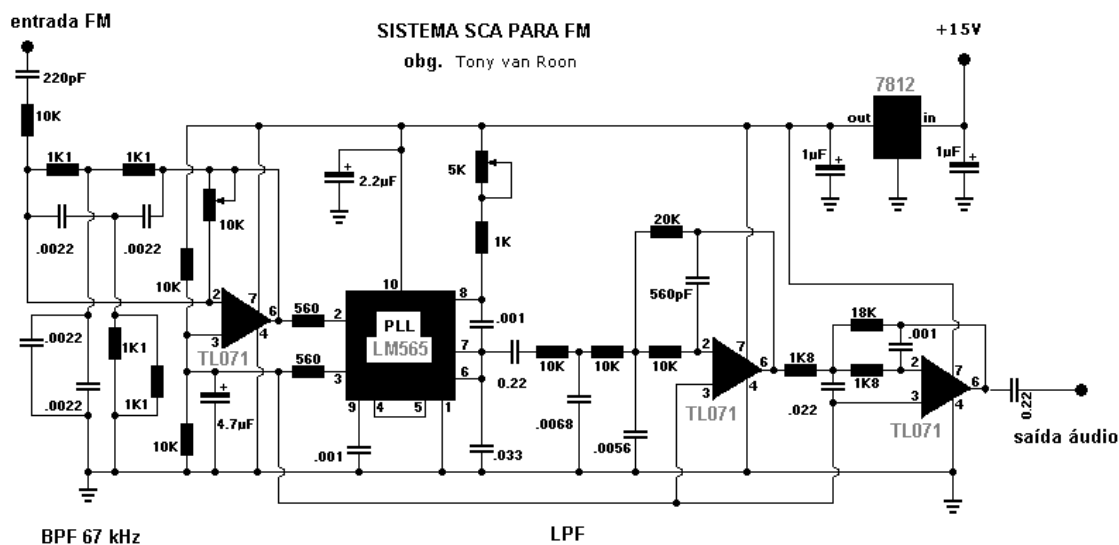 entrada FM
SISTEMA SCA PARA FM
obg. Tony van Roon
+15V
220pF
7812
10K
out
in
1K1
1K1
1µF
1µF
+
+
+
2.2µF
5K
.0022
.0022
10K
20K
1K
10K
560pF
2
7
6
3
4
TL071
560
560
10
2
PLL
LM565
3
8
7
6
9
4
5
1
.001
0.22
10K
10K
10K
2
7
6
3
4
TL071
18K
.001
1K8
1K8
.022
2
7
6
3
4
TL071
0.22
saída áudio
.0022
.0022
1K1
1K1
+
4.7µF
10K
.001
.033
.0068
.0056
BPF 67 kHz
LPF